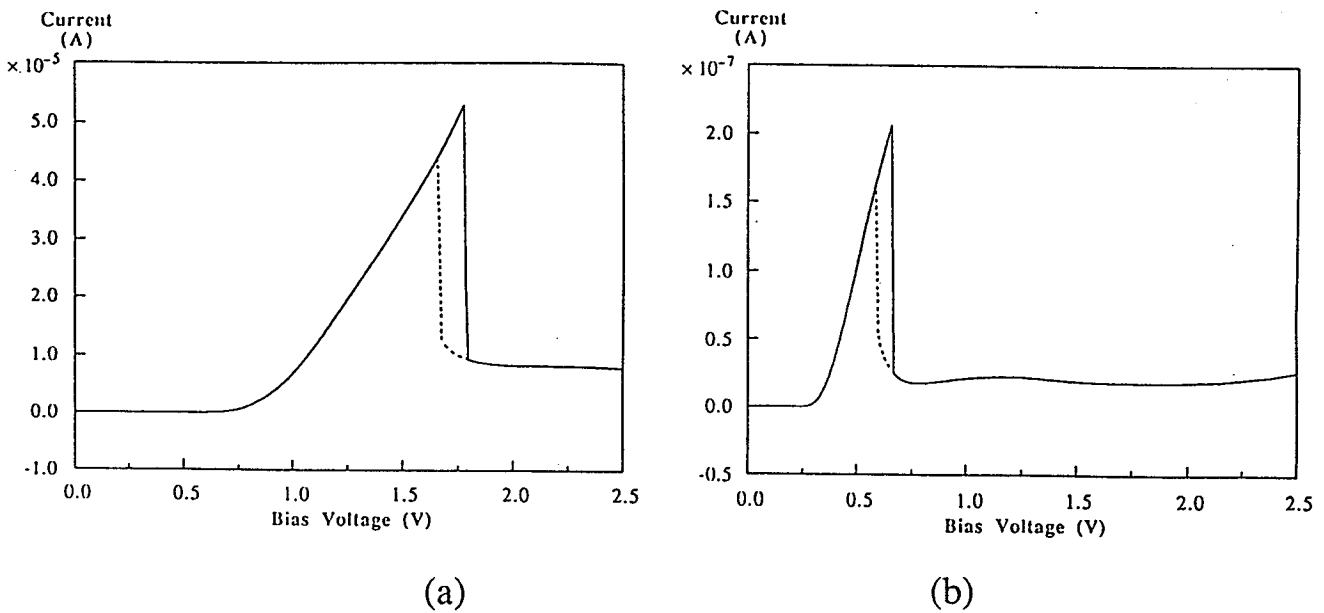 Current
(A)
× 10⁻⁵
5.0
4.0
3.0
2.0
1.0
0.0
-1.0
0.0 0.5 1.0 1.5 2.0 2.5
Bias Voltage (V)
(a)
Current
(A)
× 10⁻⁷
2.0
1.5
1.0
0.5
0.0
-0.5
0.0 0.5 1.0 1.5 2.0 2.5
Bias Voltage (V)
(b)